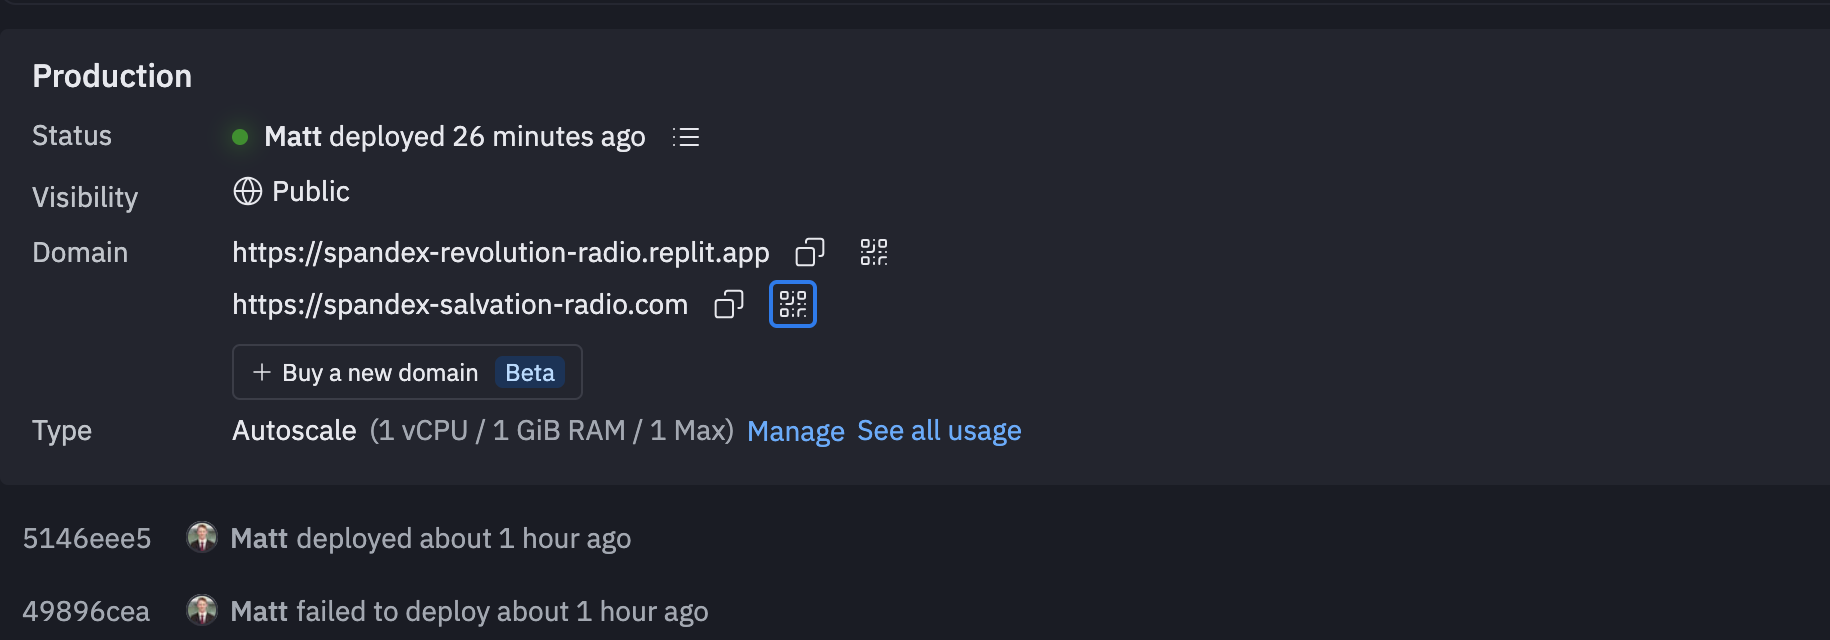 Production
Status Matt deployed 26 minutes ago
Visibility Public
Domain https://spandex-revolution-radio.replit.app
https://spandex-salvation-radio.com
+ Buy a new domain Beta
Type Autoscale (1 vCPU / 1 GiB RAM / 1 Max) Manage See all usage
5146eee5 Matt deployed about 1 hour ago
49896cea Matt failed to deploy about 1 hour ago